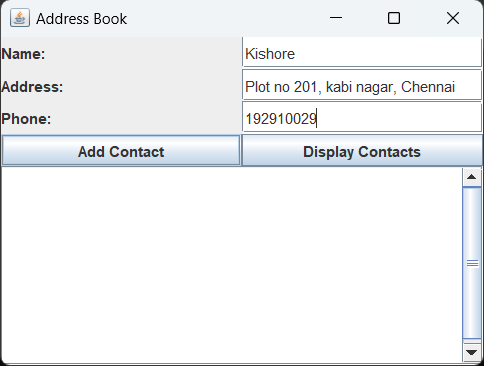 Address Book
Name: Kishore
Address: Plot no 201, kabi nagar, Chennai
Phone: 192910029
Add Contact Display Contacts